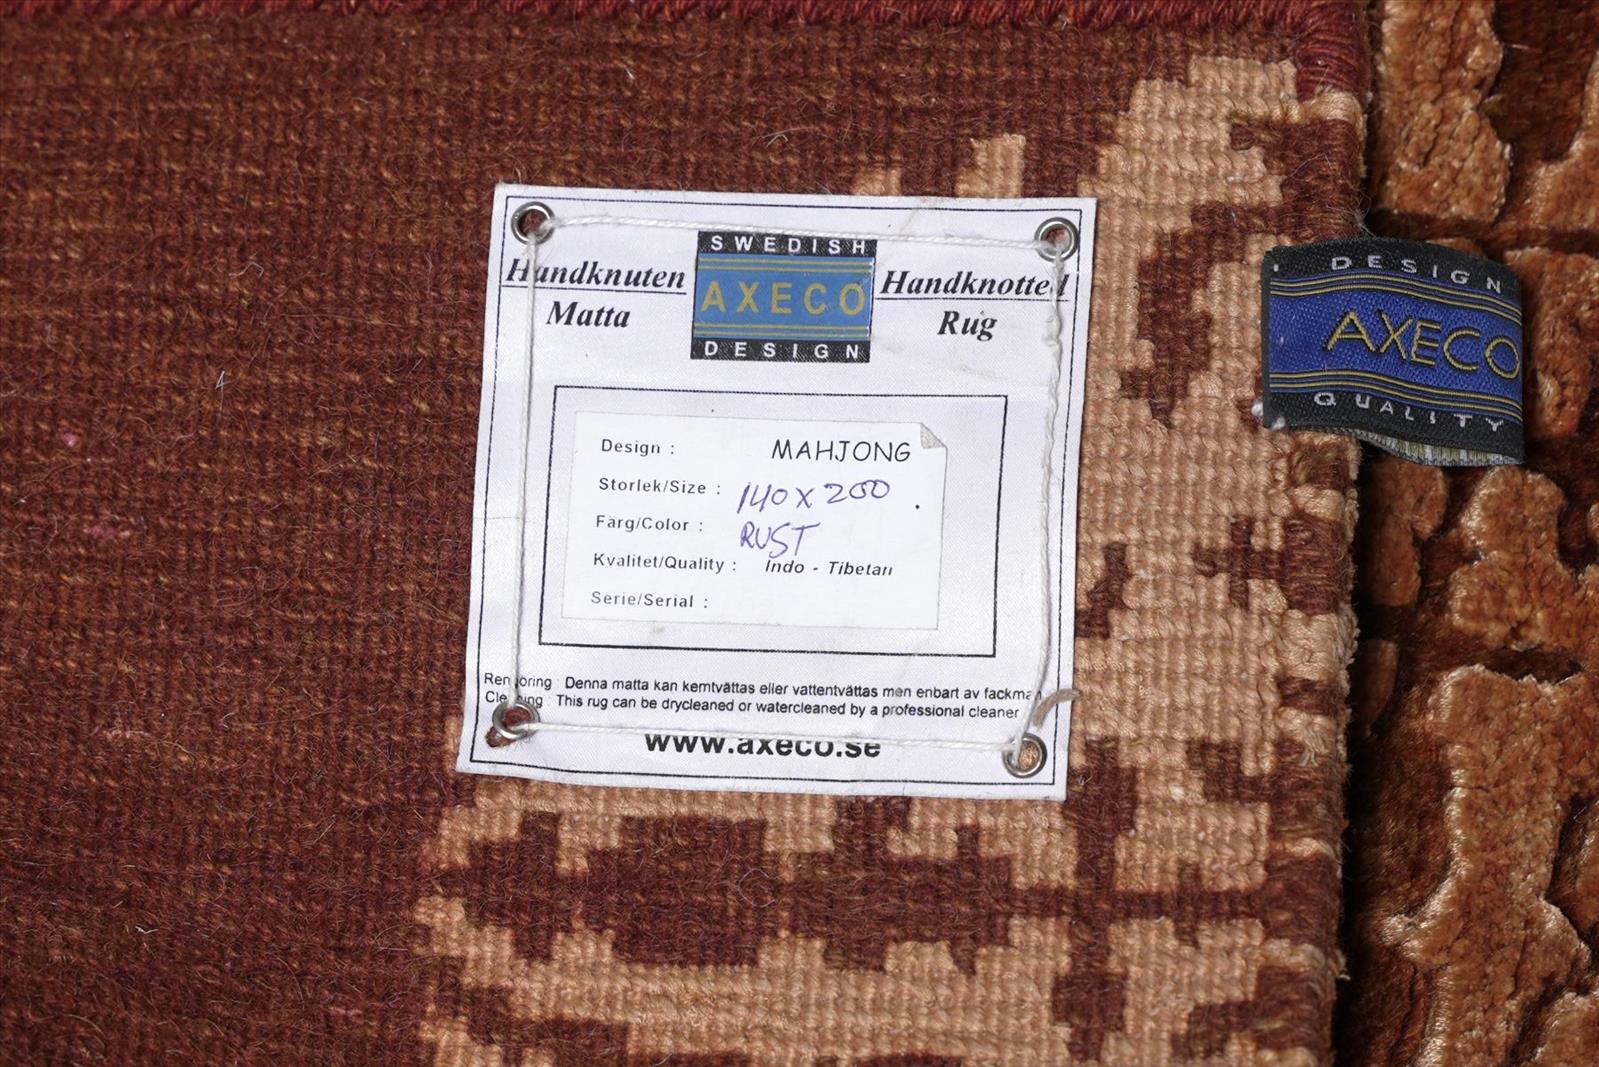 SWEDISH
AXECO
DESIGN
Handknuten
Matta
Handknotted
Rug
Design : MAHJONG
Storlek/Size : 140 x 200
Färg/Color : RUST
Kvalitet/Quality : Indo - Tibetan
Serie/Serial :
Rengöring : Denna matta kan kemtvättas eller vattentvättas men enbart av fackman
Cleaning : This rug can be drycleaned or watercleaned by a professional cleaner
www.axeco.se
DESIGN
AXECO
QUALITY